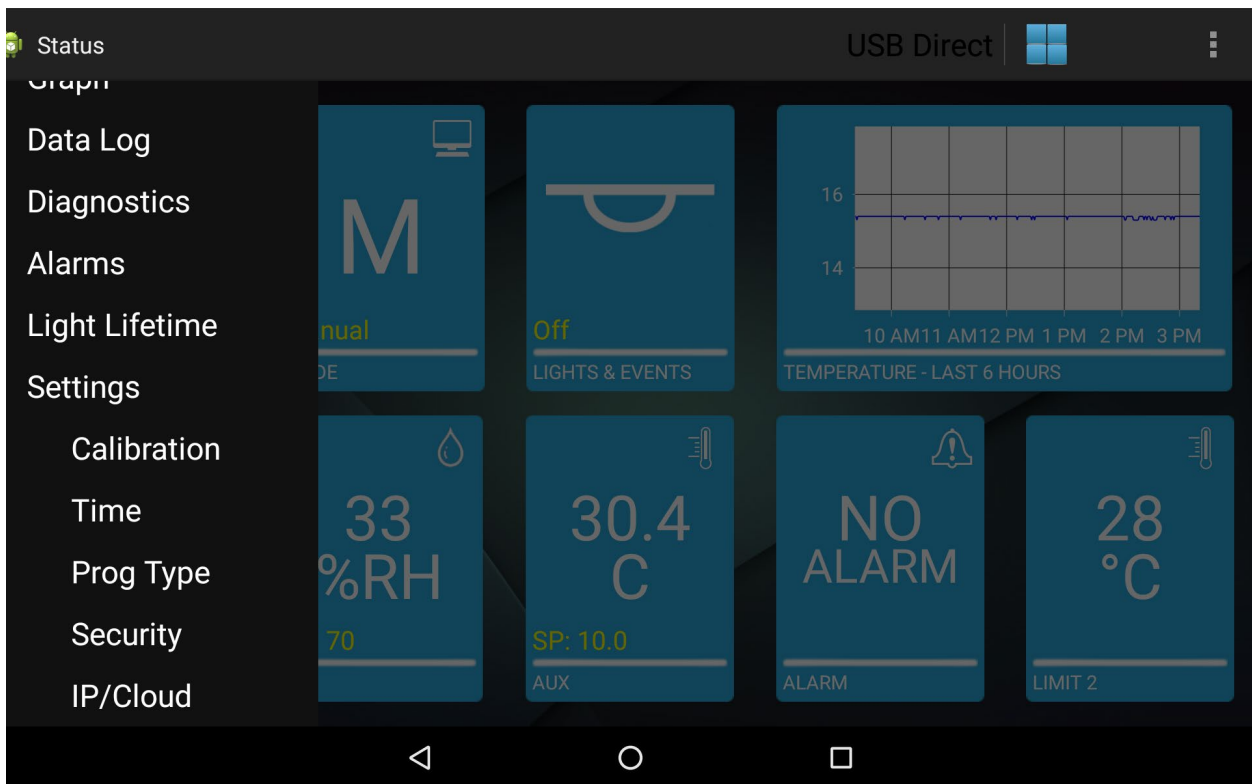 Status
USB Direct
Graph
Data Log
Diagnostics
Alarms
Light Lifetime
Settings
Calibration
Time
Prog Type
Security
IP/Cloud
M
nual
DE
Off
LIGHTS & EVENTS
16
14
10 AM 11 AM 12 PM 1 PM 2 PM 3 PM
TEMPERATURE - LAST 6 HOURS
33
%RH
70
30.4
C
SP: 10.0
AUX
NO
ALARM
ALARM
28
°C
LIMIT 2